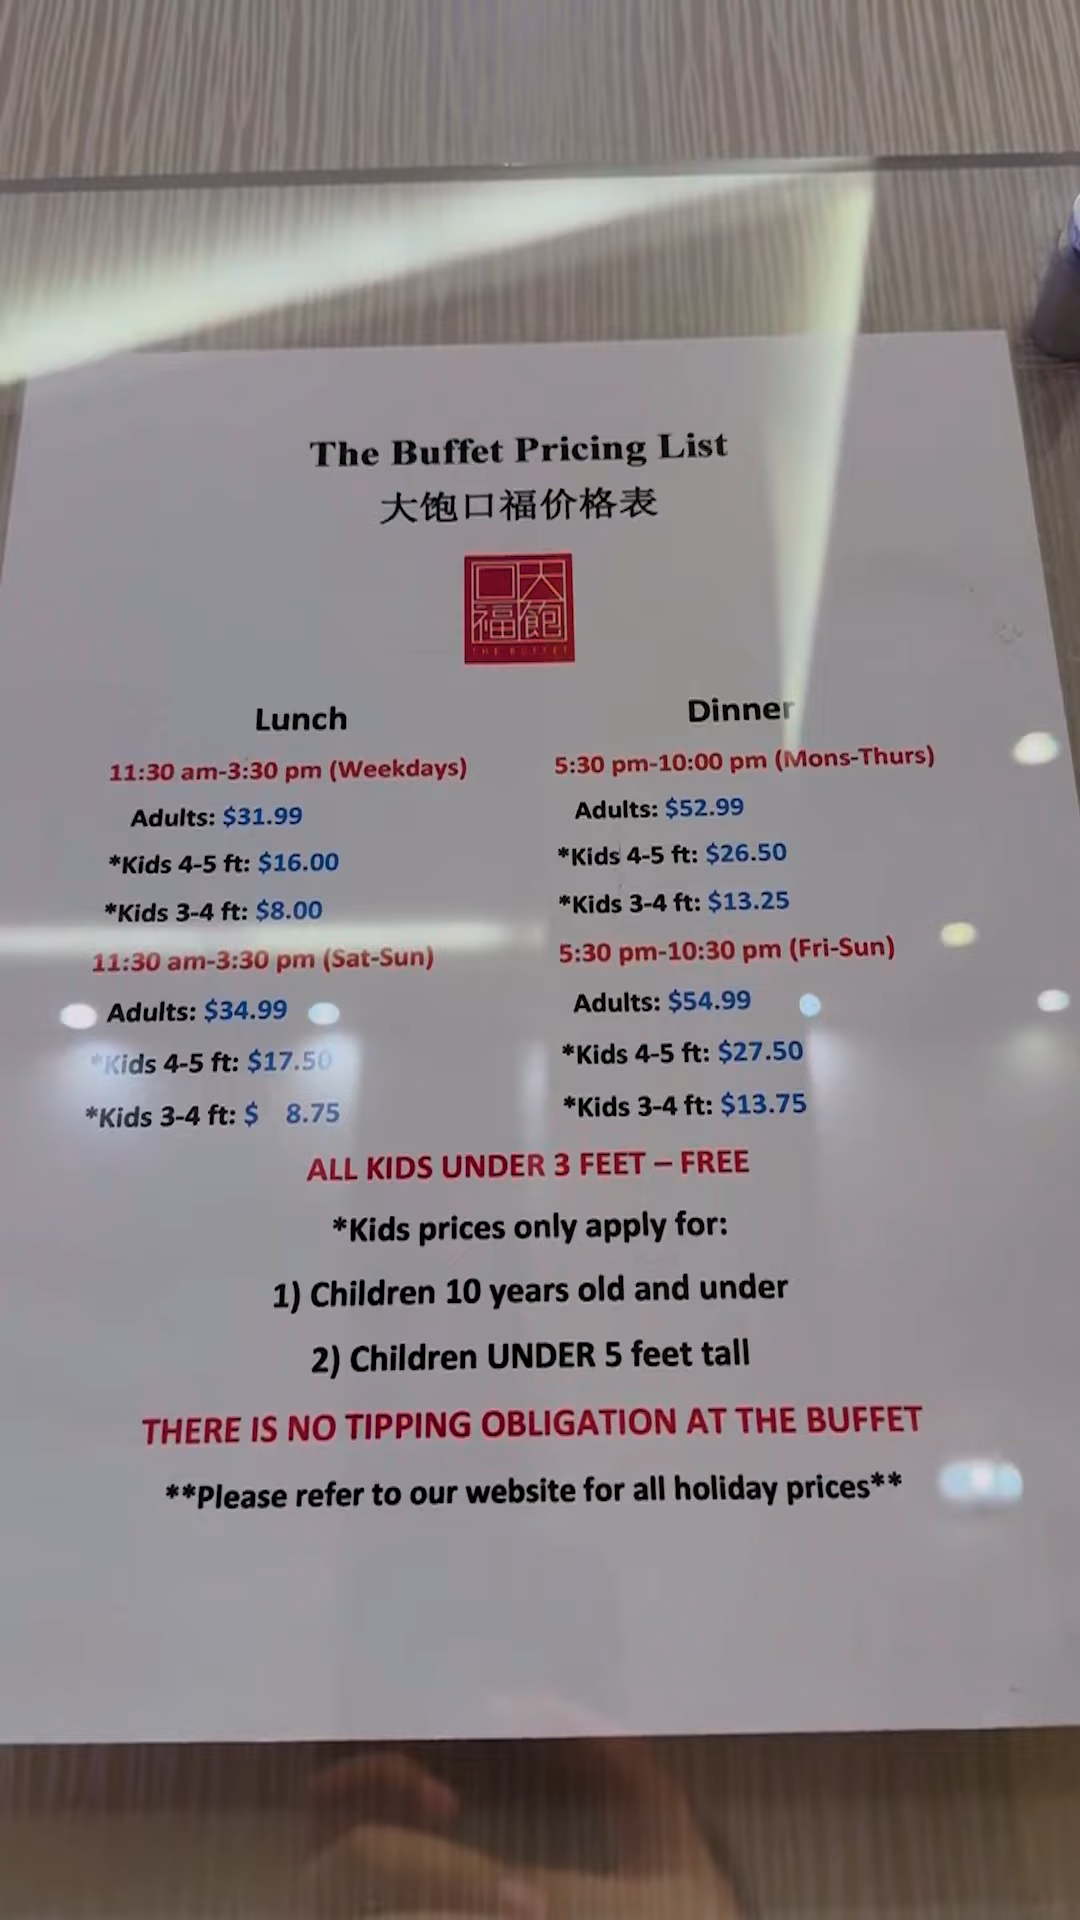 The Buffet Pricing List
大饱口福价格表
口大
福飽
THE BUFFET
Lunch
11:30 am-3:30 pm (Weekdays)
Adults: $31.99
*Kids 4-5 ft: $16.00
*Kids 3-4 ft: $8.00
11:30 am-3:30 pm (Sat-Sun)
Adults: $34.99
*Kids 4-5 ft: $17.50
*Kids 3-4 ft: $ 8.75
Dinner
5:30 pm-10:00 pm (Mons-Thurs)
Adults: $52.99
*Kids 4-5 ft: $26.50
*Kids 3-4 ft: $13.25
5:30 pm-10:30 pm (Fri-Sun)
Adults: $54.99
*Kids 4-5 ft: $27.50
*Kids 3-4 ft: $13.75
ALL KIDS UNDER 3 FEET – FREE
*Kids prices only apply for:
1) Children 10 years old and under
2) Children UNDER 5 feet tall
THERE IS NO TIPPING OBLIGATION AT THE BUFFET
**Please refer to our website for all holiday prices**